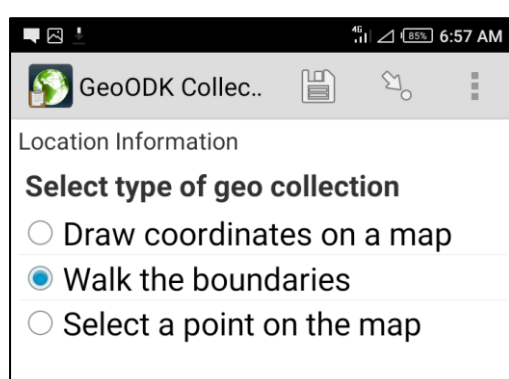 4G 85% 6:57 AM
GeoODK Collec..
Location Information
Select type of geo collection
Draw coordinates on a map
Walk the boundaries
Select a point on the map